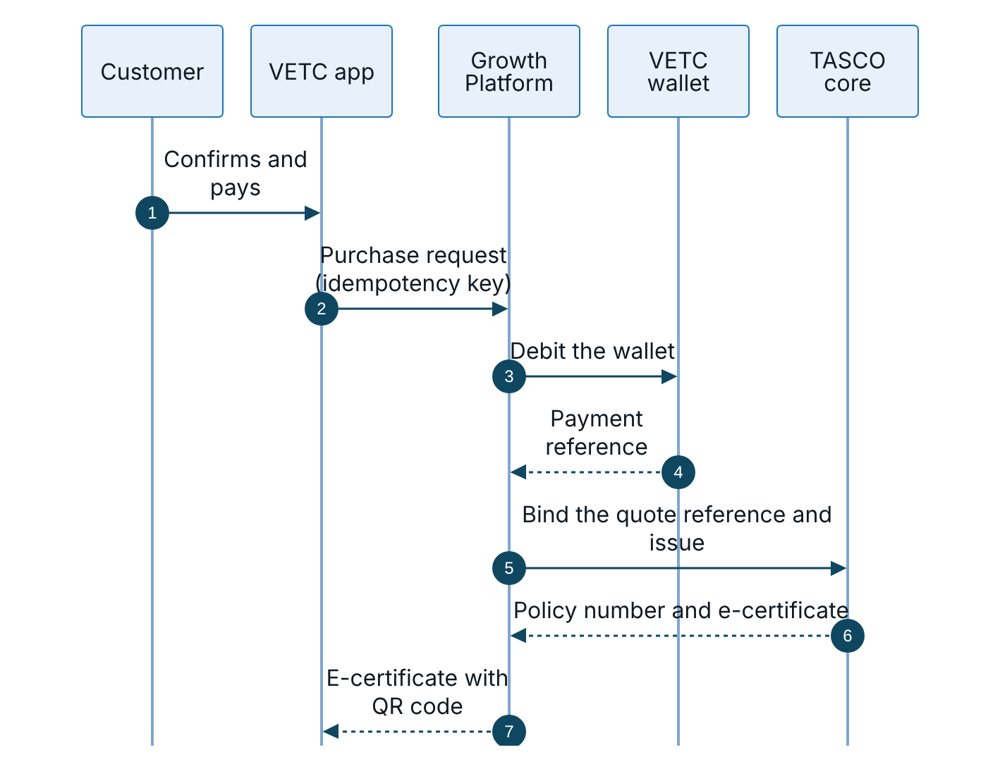 Customer
VETC app
Growth
Platform
VETC
wallet
TASCO
core
Confirms and
pays
1
Purchase request
(idempotency key)
2
Debit the wallet
3
Payment
reference
4
Bind the quote reference and
issue
5
Policy number and e-certificate
6
E-certificate with
QR code
7